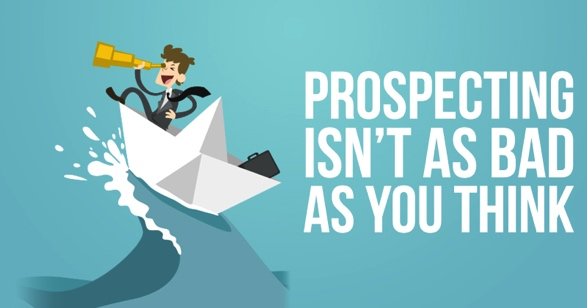 PROSPECTING
ISN'T AS BAD
AS YOU THINK